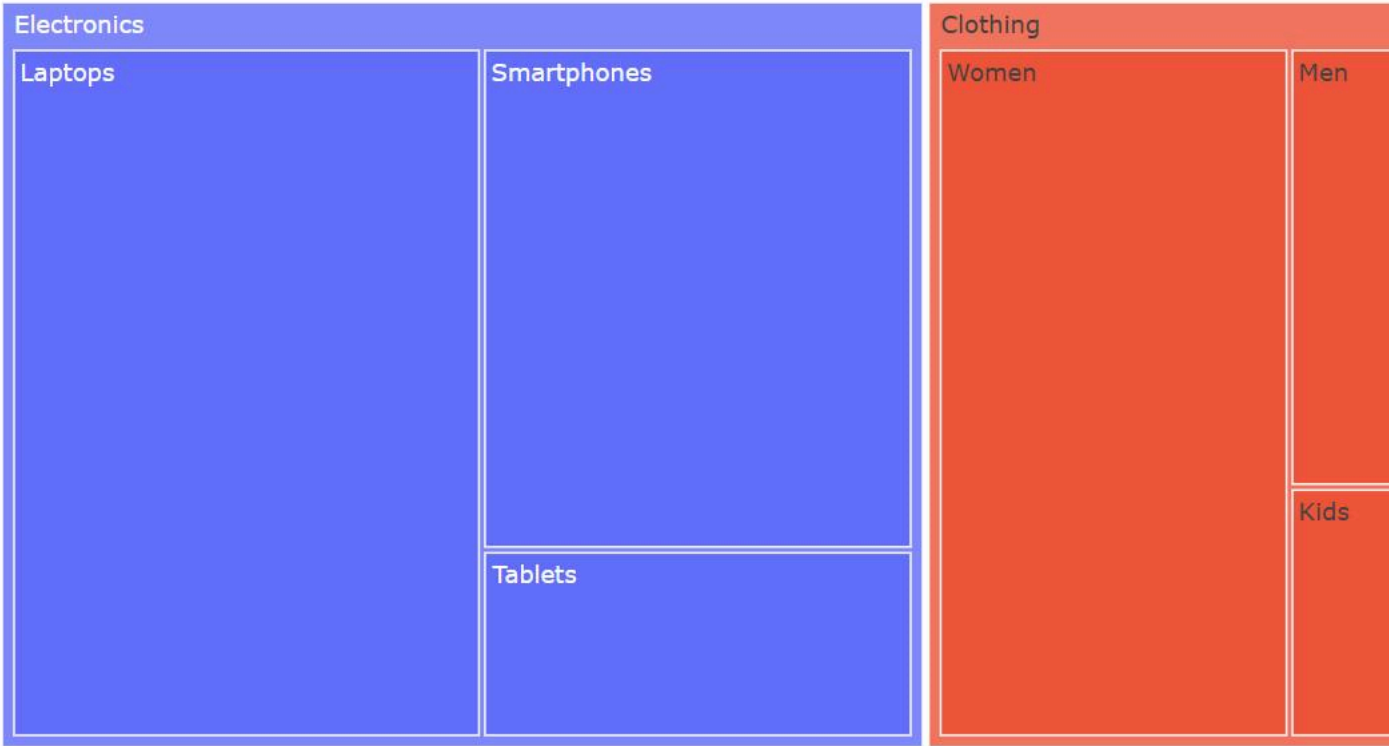 Electronics
Laptops
Smartphones
Tablets
Clothing
Women
Men
Kids